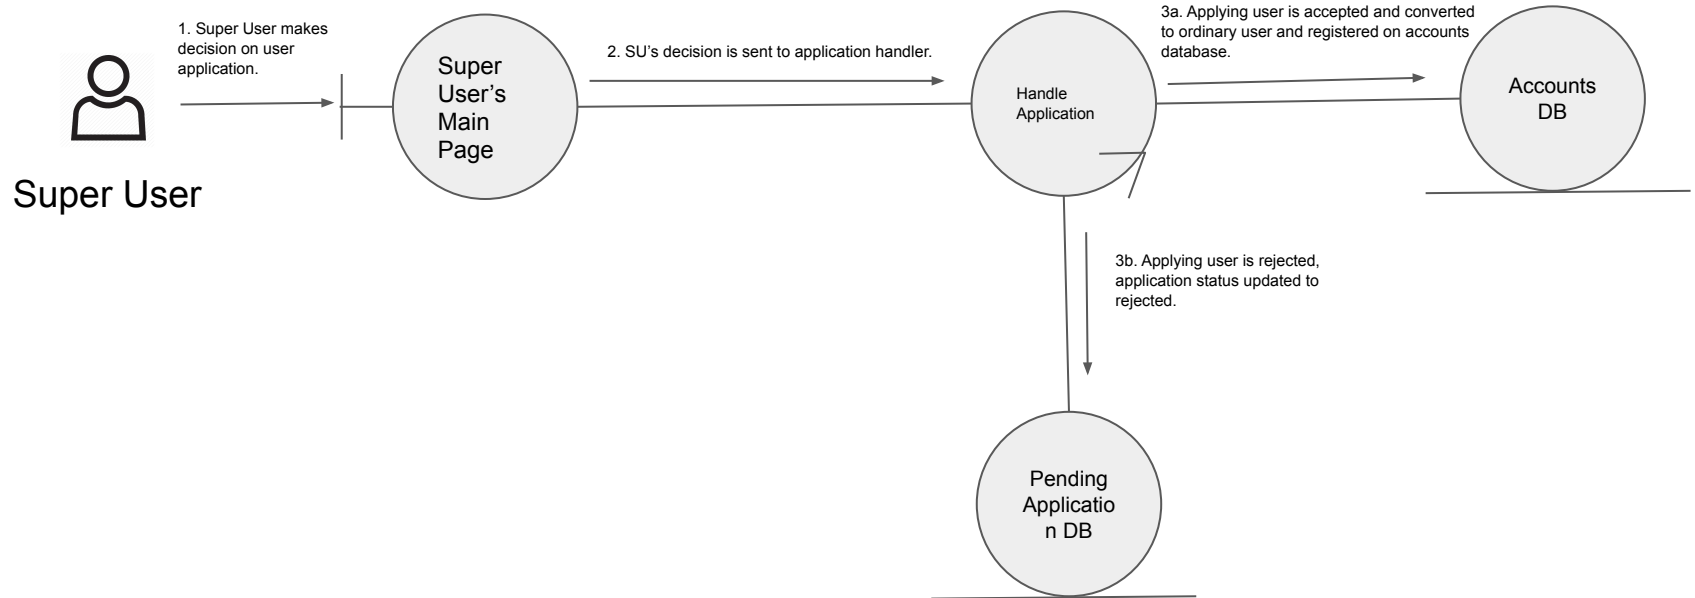 1. Super User makes
decision on user
application.
Super User
Super
User's
Main
Page
2. SU's decision is sent to application handler.
Handle
Application
3a. Applying user is accepted and converted
to ordinary user and registered on accounts
database.
Accounts
DB
3b. Applying user is rejected,
application status updated to
rejected.
Pending
Applicatio
n DB